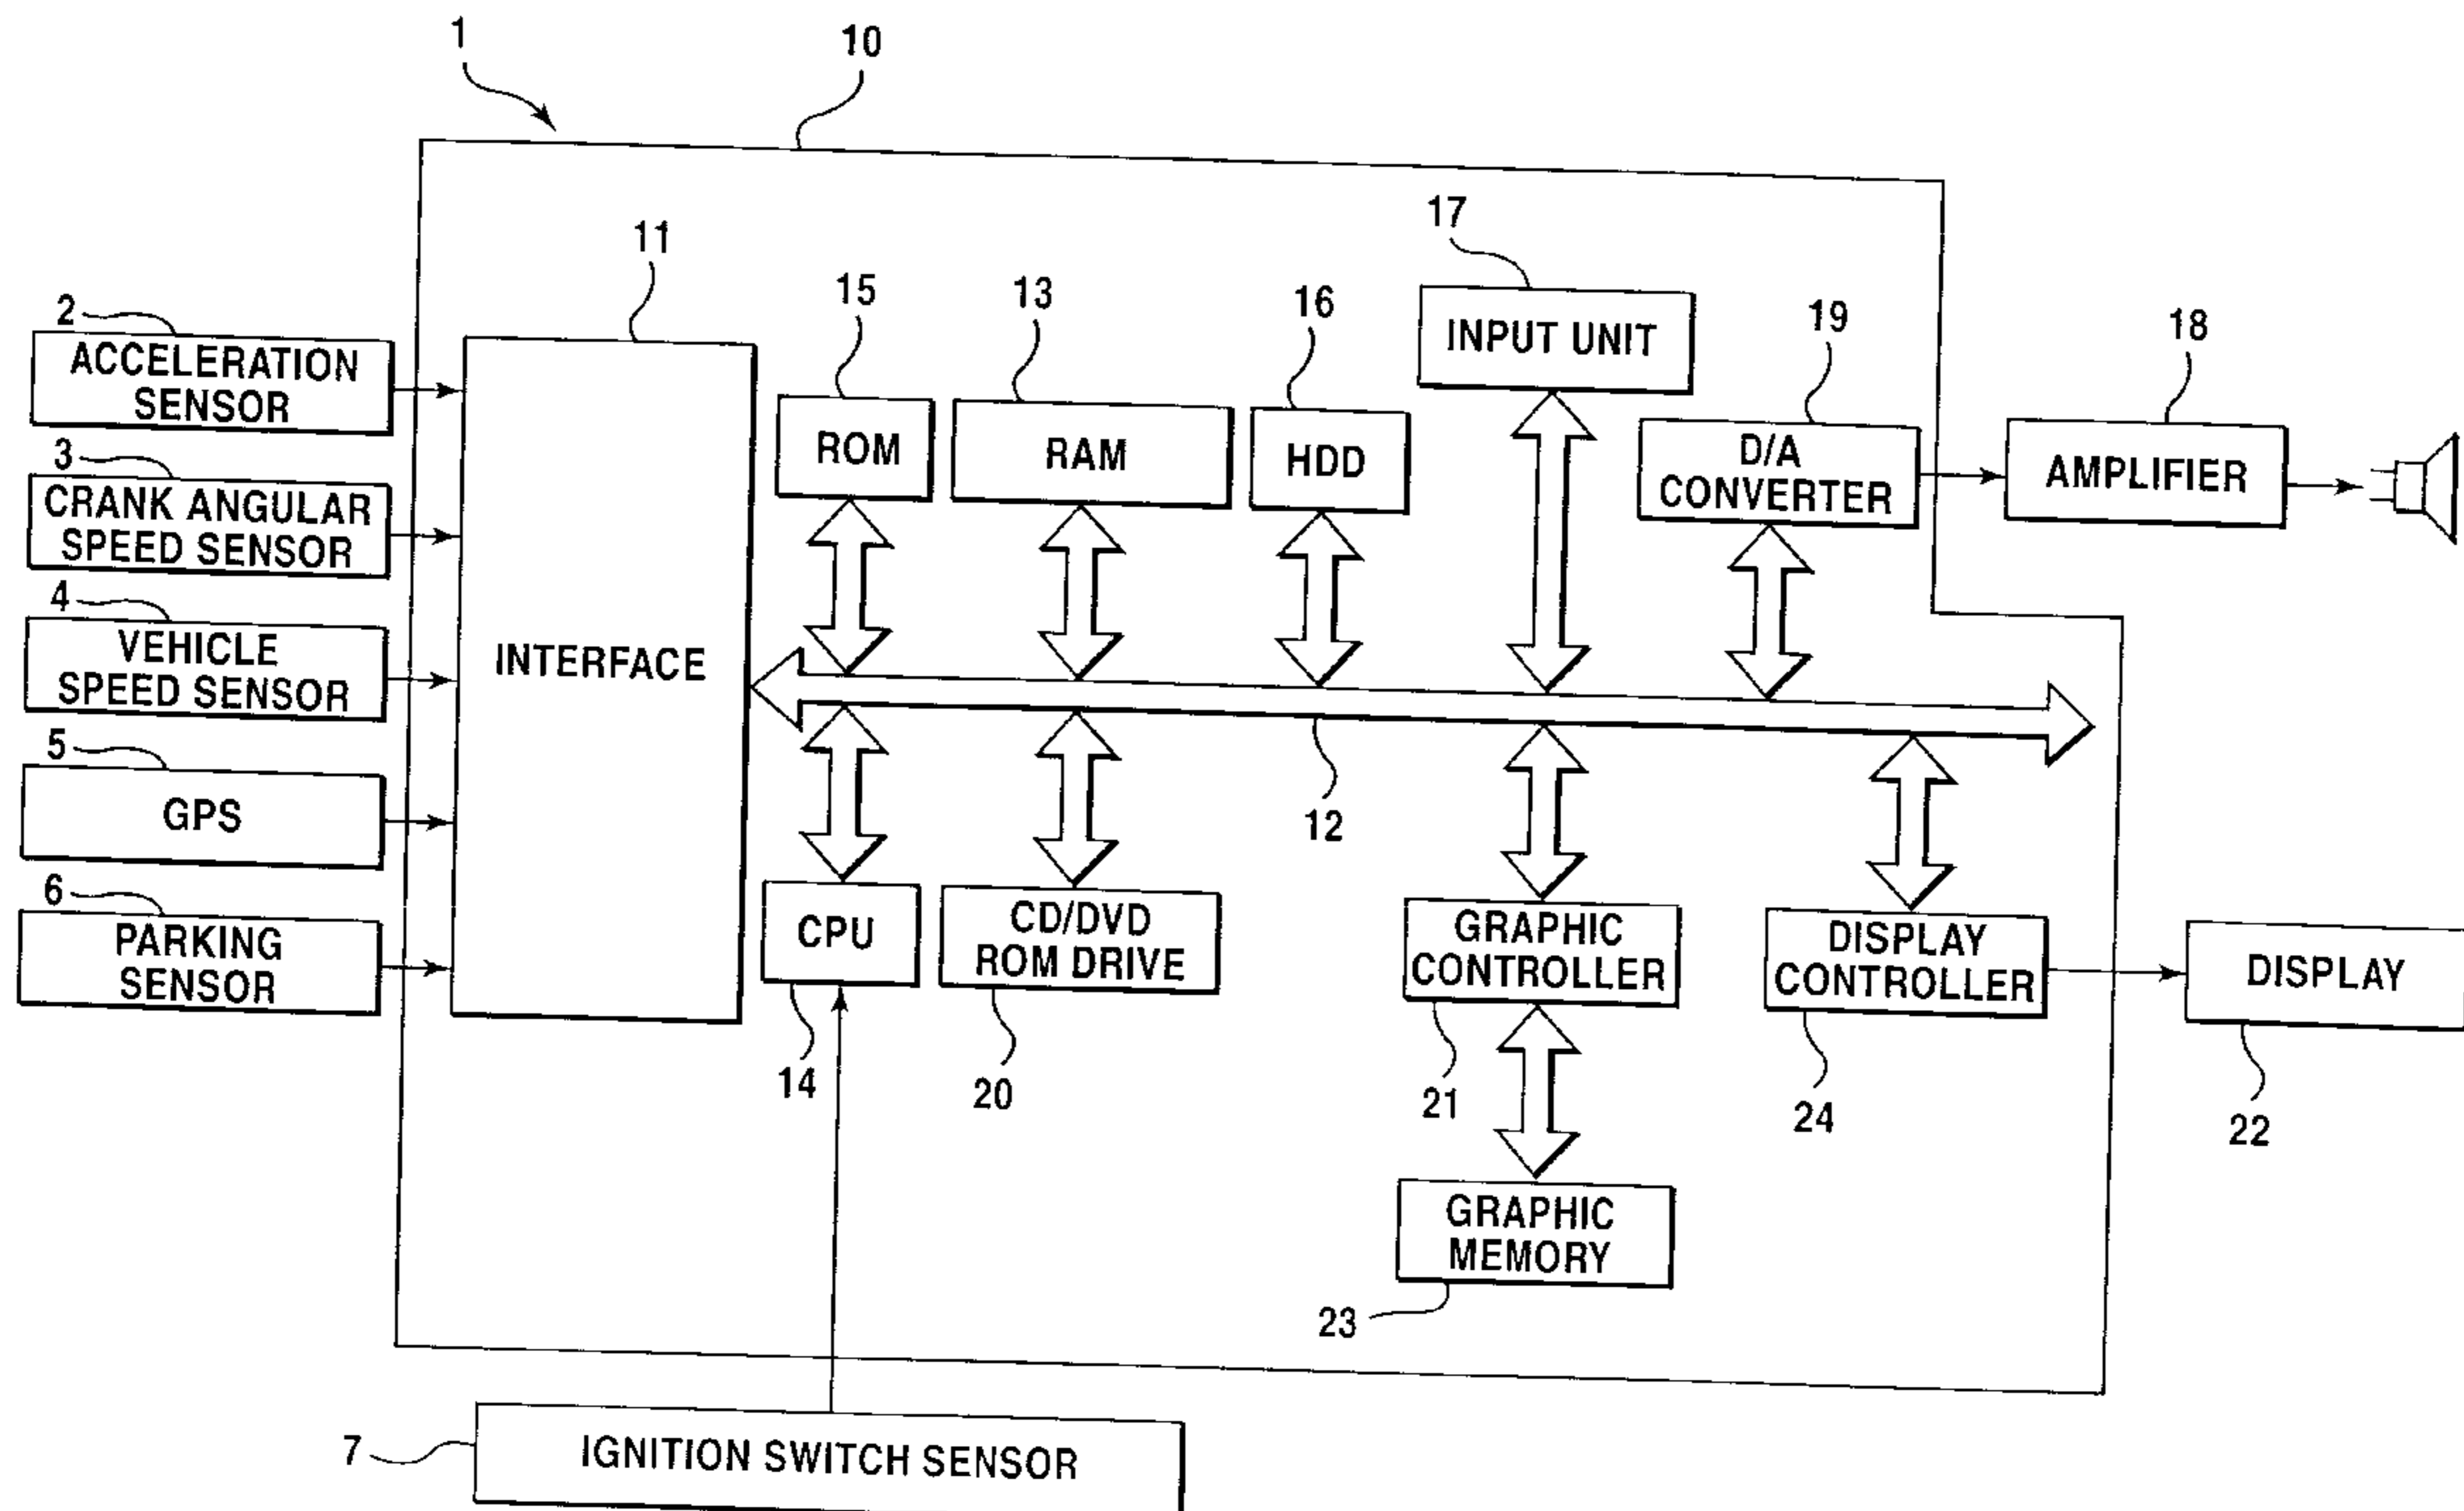 1
10
17
11
15
13
16
19
18
2
INPUT UNIT
ACCELERATION
SENSOR
ROM
RAM
HDD
D/A
CONVERTER
AMPLIFIER
3
CRANK ANGULAR
SPEED SENSOR
4
VEHICLE
SPEED SENSOR
INTERFACE
5
GPS
12
6
PARKING
SENSOR
CPU
CD/DVD
ROM DRIVE
GRAPHIC
CONTROLLER
DISPLAY
CONTROLLER
DISPLAY
14
20
21
24
22
GRAPHIC
MEMORY
23
7
IGNITION SWITCH SENSOR